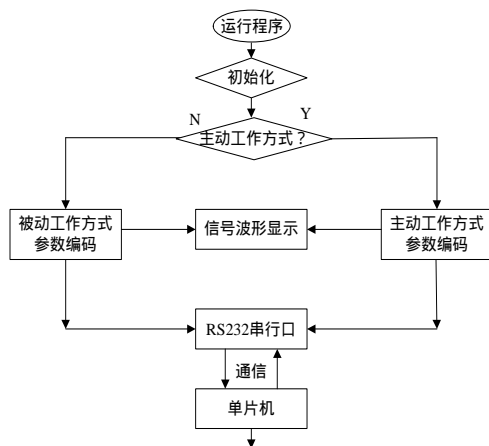 运行程序
初始化
N
Y
主动工作方式？
被动工作方式
参数编码
信号波形显示
主动工作方式
参数编码
RS232串行口
通信
单片机